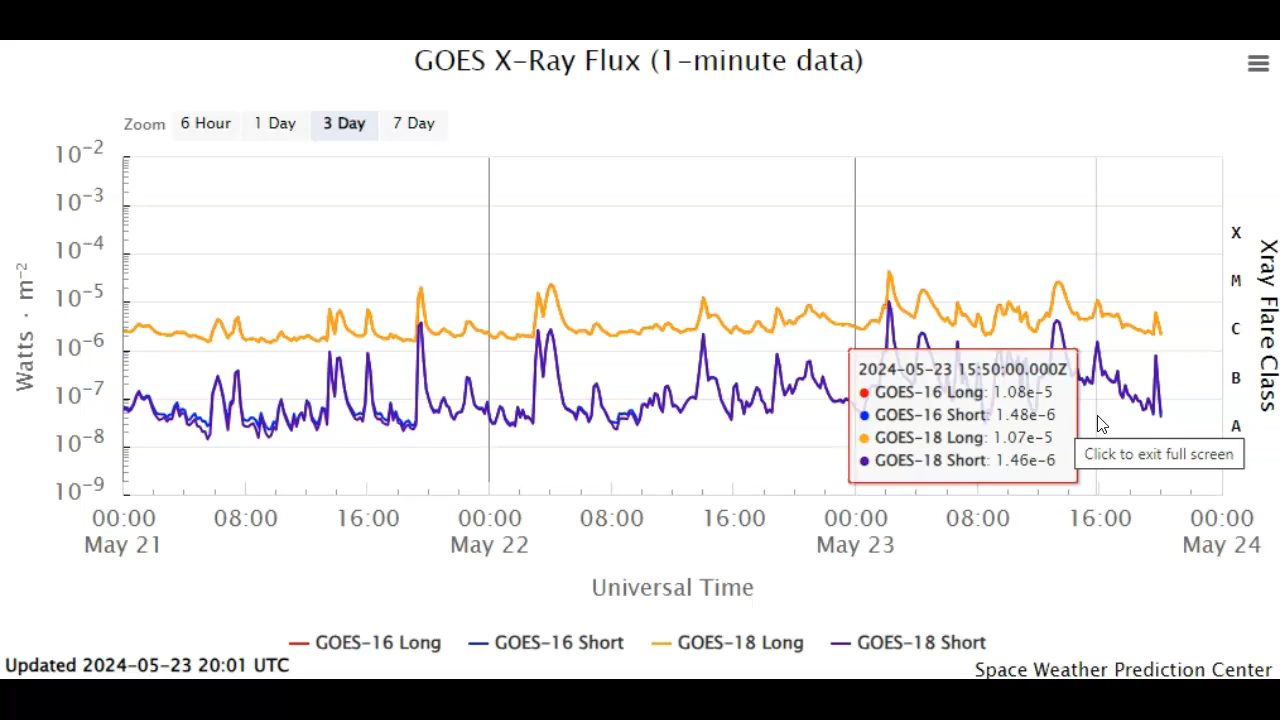 GOES X-Ray Flux (1-minute data)
Zoom 6 Hour 1 Day 3 Day 7 Day
10⁻²
10⁻³
10⁻⁴
10⁻⁵
10⁻⁶
10⁻⁷
10⁻⁸
10⁻⁹
Watts · m⁻²
X
M
C
B
A
Xray Flare Class
2024-05-23 15:50:00.000Z
GOES-16 Long: 1.08e-5
GOES-16 Short: 1.48e-6
GOES-18 Long: 1.07e-5
GOES-18 Short: 1.46e-6
Click to exit full screen
00:00 08:00 16:00 00:00 08:00 16:00 00:00 08:00 16:00 00:00
May 21 May 22 May 23 May 24
Universal Time
GOES-16 Long GOES-16 Short GOES-18 Long GOES-18 Short
Updated 2024-05-23 20:01 UTC
Space Weather Prediction Center